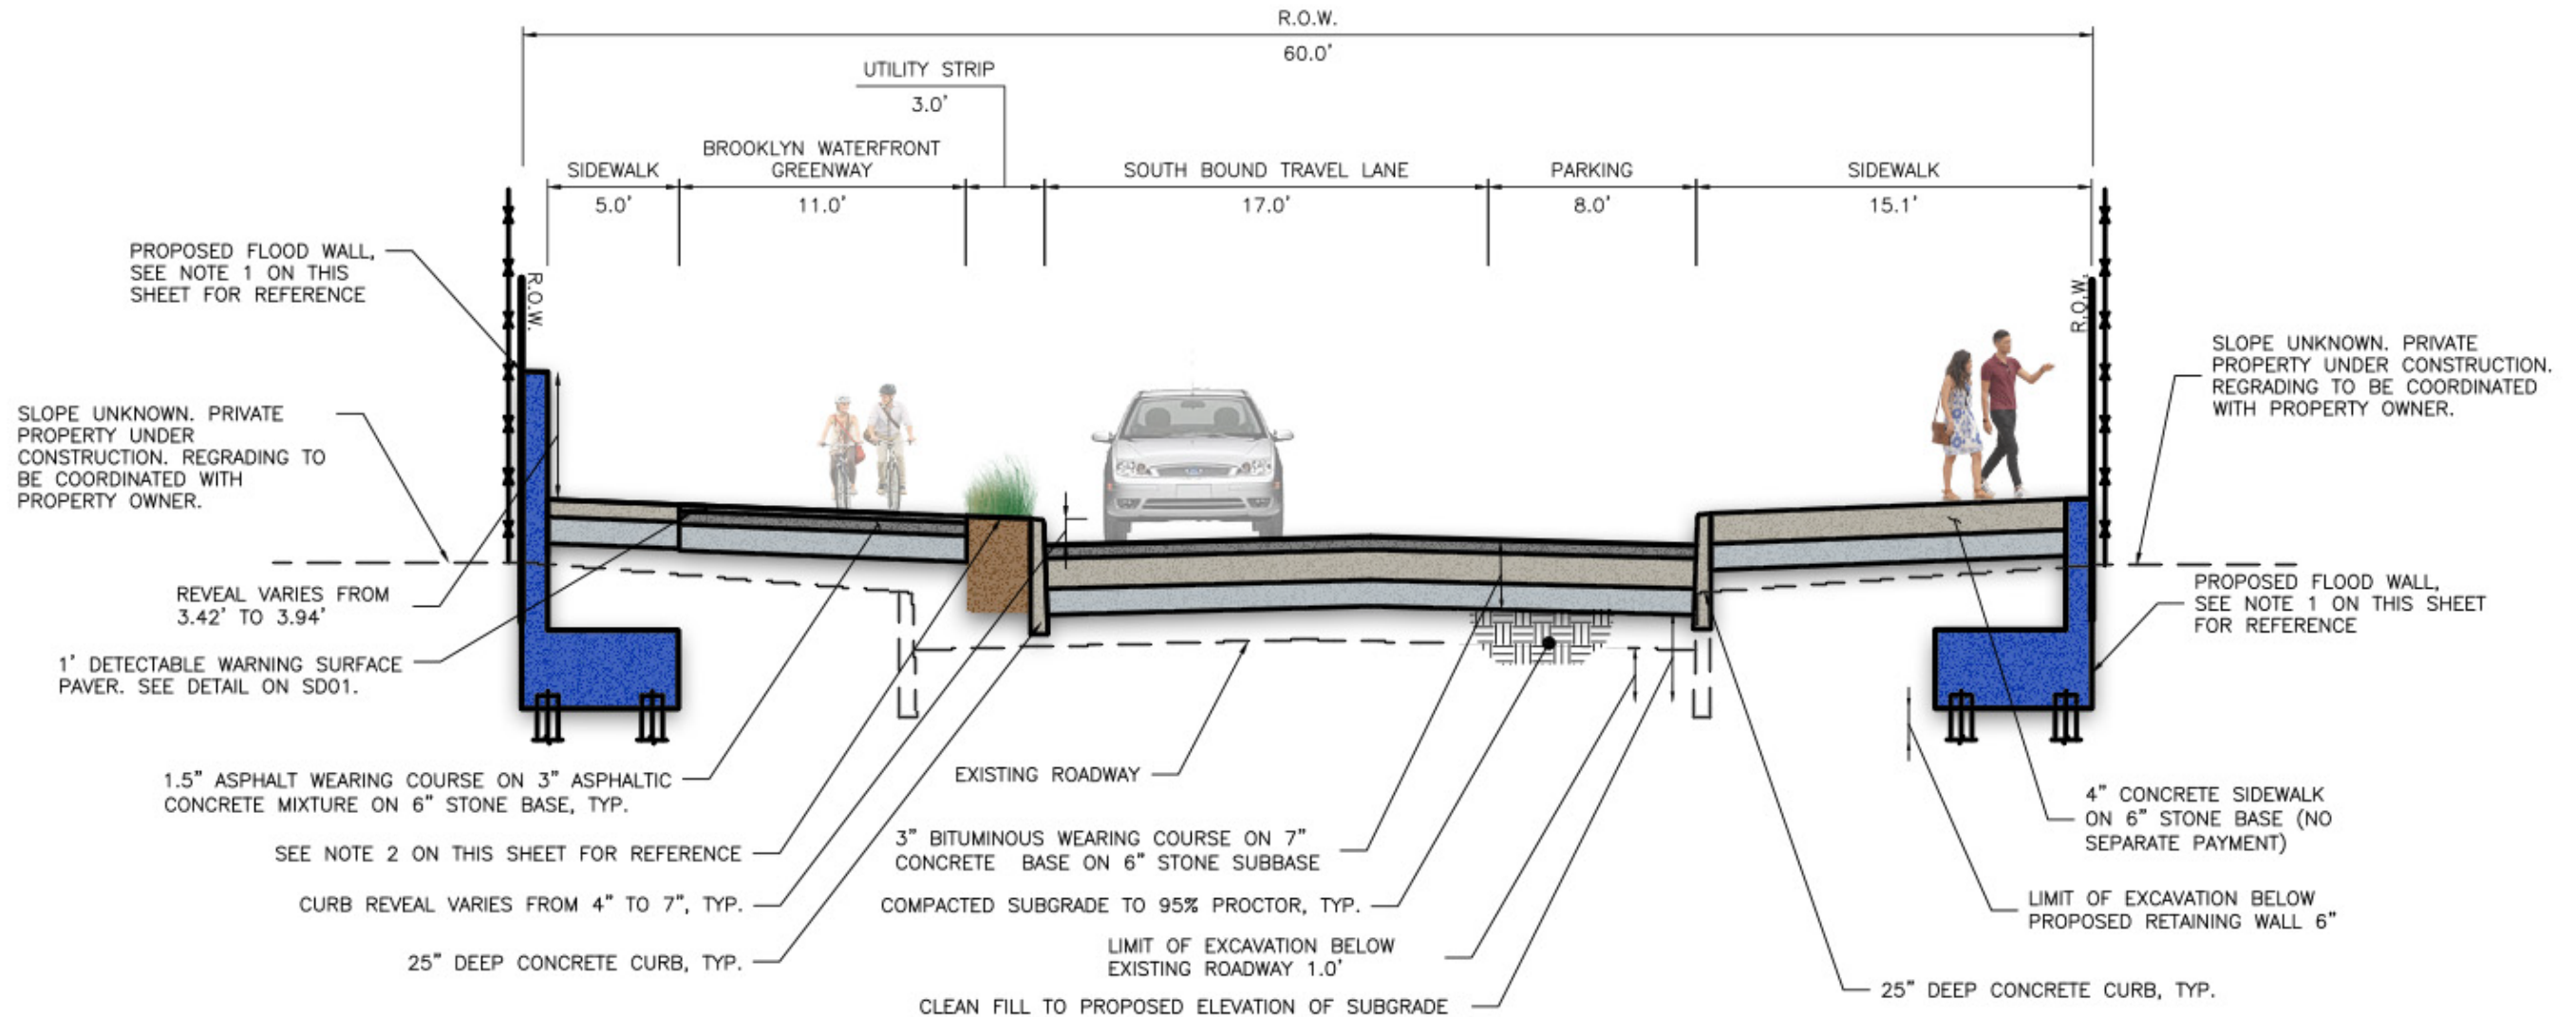 R.O.W.
60.0'
UTILITY STRIP
3.0'
BROOKLYN WATERFRONT
GREENWAY
11.0'
SIDEWALK
5.0'
SOUTH BOUND TRAVEL LANE
17.0'
PARKING
8.0'
SIDEWALK
15.1'
R.O.W.
R.O.W.
PROPOSED FLOOD WALL,
SEE NOTE 1 ON THIS
SHEET FOR REFERENCE
SLOPE UNKNOWN. PRIVATE
PROPERTY UNDER
CONSTRUCTION. REGRADING TO
BE COORDINATED WITH
PROPERTY OWNER.
REVEAL VARIES FROM
3.42' TO 3.94'
1' DETECTABLE WARNING SURFACE
PAVER. SEE DETAIL ON SD01.
1.5" ASPHALT WEARING COURSE ON 3" ASPHALTIC
CONCRETE MIXTURE ON 6" STONE BASE, TYP.
SEE NOTE 2 ON THIS SHEET FOR REFERENCE
CURB REVEAL VARIES FROM 4" TO 7", TYP.
25" DEEP CONCRETE CURB, TYP.
EXISTING ROADWAY
3" BITUMINOUS WEARING COURSE ON 7"
CONCRETE BASE ON 6" STONE SUBBASE
COMPACTED SUBGRADE TO 95% PROCTOR, TYP.
LIMIT OF EXCAVATION BELOW
EXISTING ROADWAY 1.0'
CLEAN FILL TO PROPOSED ELEVATION OF SUBGRADE
SLOPE UNKNOWN. PRIVATE
PROPERTY UNDER CONSTRUCTION.
REGRADING TO BE COORDINATED
WITH PROPERTY OWNER.
PROPOSED FLOOD WALL,
SEE NOTE 1 ON THIS SHEET
FOR REFERENCE
4" CONCRETE SIDEWALK
ON 6" STONE BASE (NO
SEPARATE PAYMENT)
LIMIT OF EXCAVATION BELOW
PROPOSED RETAINING WALL 6"
25" DEEP CONCRETE CURB, TYP.